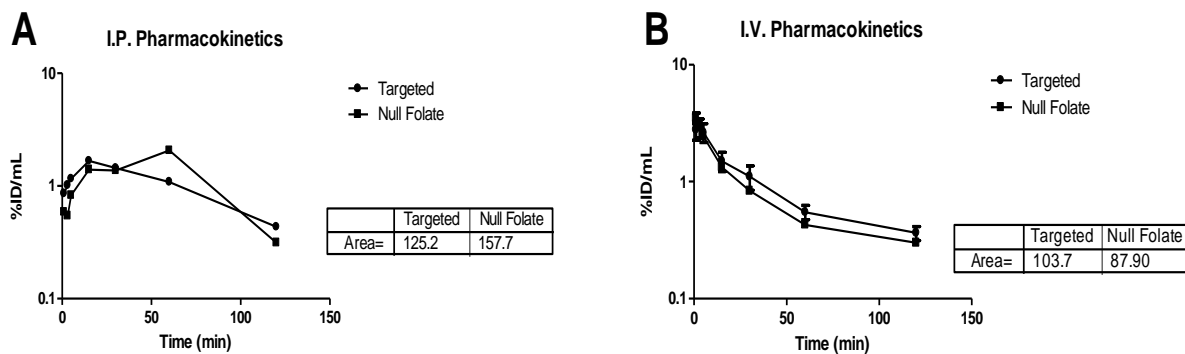 A
I.P. Pharmacokinetics
10
1
0.1
%ID/mL
0 50 100 150
Time (min)
Targeted
Null Folate
Targeted Null Folate
Area= 125.2 157.7
B
I.V. Pharmacokinetics
10
1
0.1
%ID/mL
0 50 100 150
Time (min)
Targeted
Null Folate
Targeted Null Folate
Area= 103.7 87.90